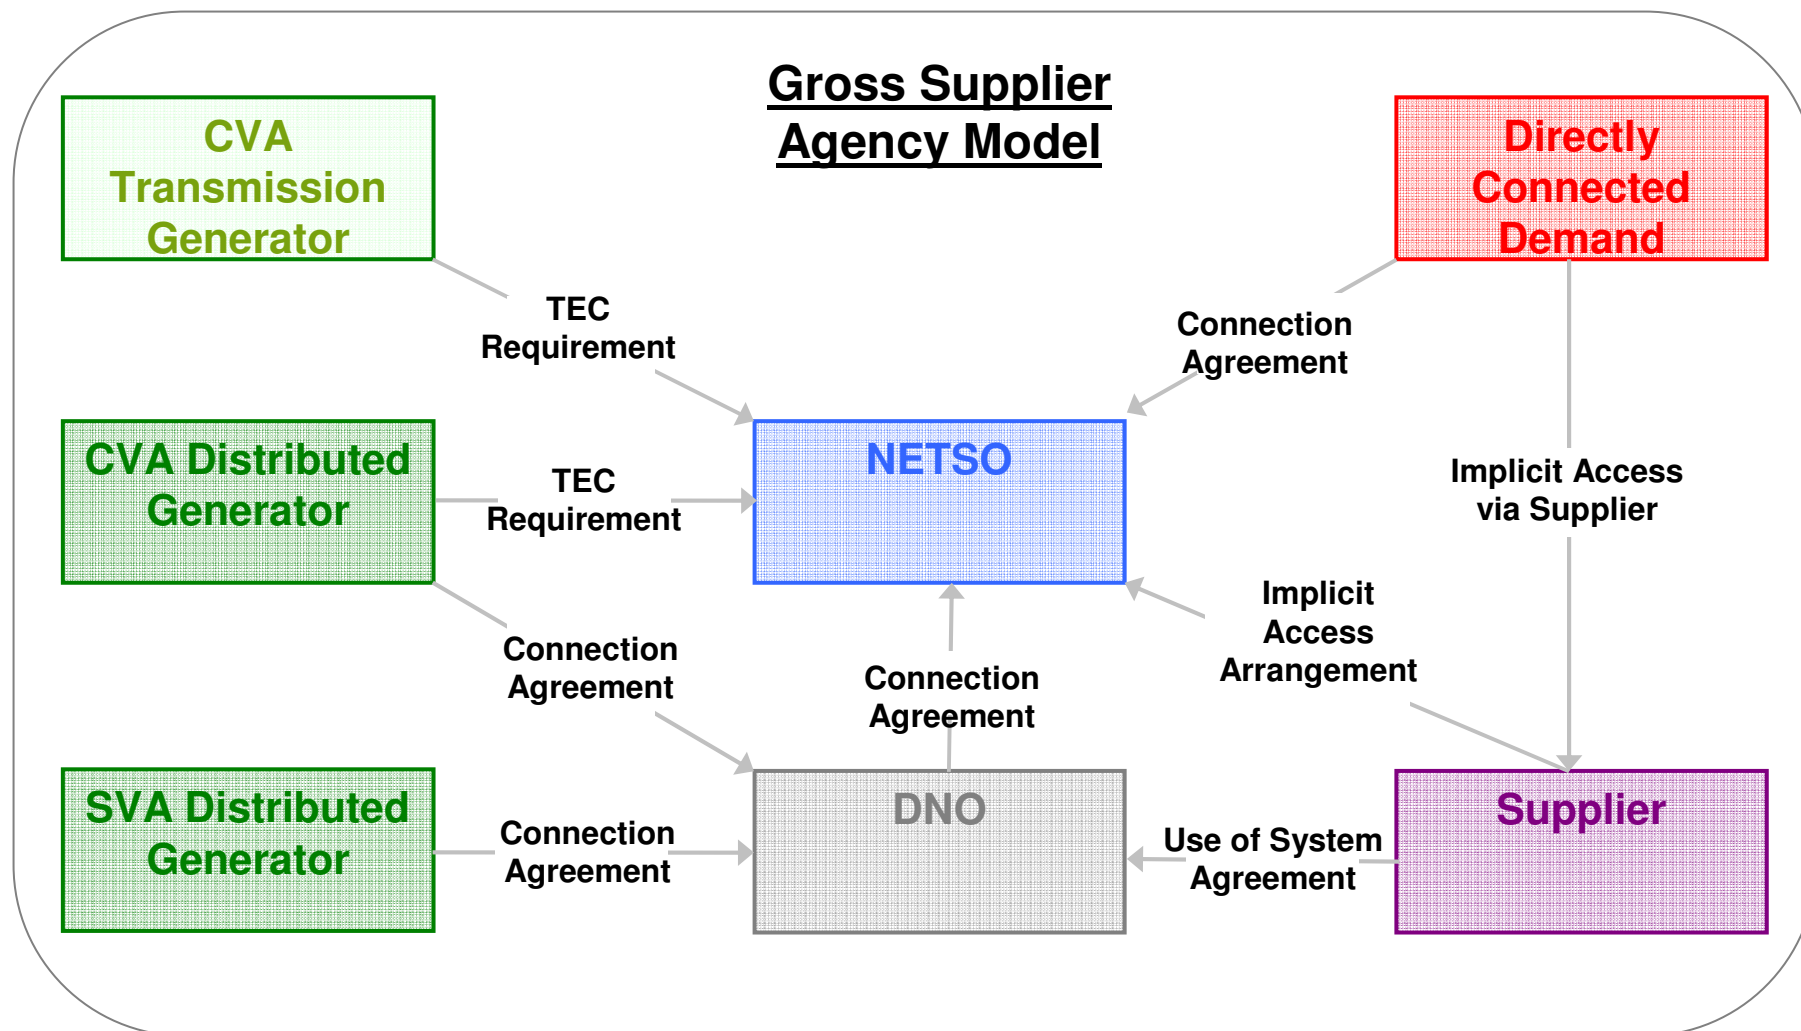 Gross Supplier
Agency Model
CVA
Transmission
Generator
Directly
Connected
Demand
TEC
Requirement
Connection
Agreement
CVA Distributed
Generator
TEC
Requirement
NETSO
Implicit Access
via Supplier
Connection
Agreement
Connection
Agreement
Implicit
Access
Arrangement
SVA Distributed
Generator
Connection
Agreement
DNO
Use of System
Agreement
Supplier